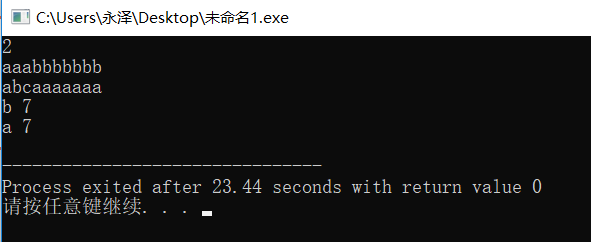 C:\Users\永泽\Desktop\未命名1.exe
2
aaabbbbbbb
abcaaaaaaa
b 7
a 7
--------------------------------
Process exited after 23.44 seconds with return value 0
请按任意键继续. . .